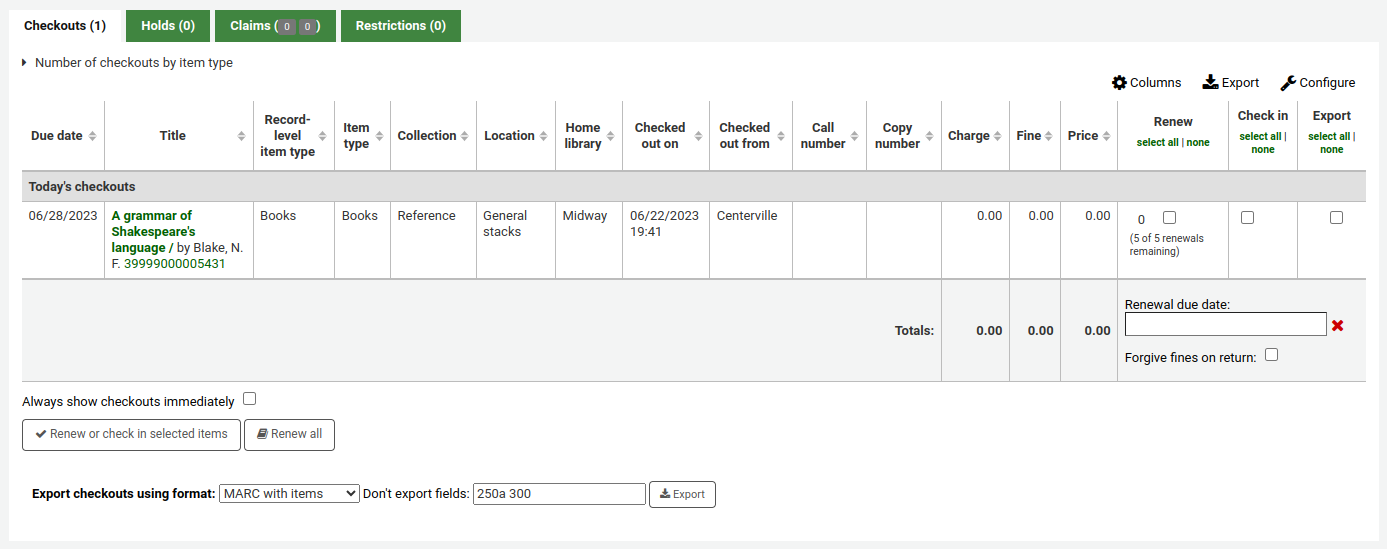 Checkouts (1) Holds (0) Claims ( 0 0 ) Restrictions (0)
Number of checkouts by item type
Columns Export Configure
Due date Title Record-level item type Item type Collection Location Home library Checked out on Checked out from Call number Copy number Charge Fine Price Renew select all | none Check in select all | none Export select all | none
Today's checkouts
06/28/2023 A grammar of Shakespeare's language / by Blake, N. F. 39999000005431 Books Books Reference General stacks Midway 06/22/2023 19:41 Centerville 0.00 0.00 0.00 0 (5 of 5 renewals remaining)
Totals: 0.00 0.00 0.00
Renewal due date:
Forgive fines on return:
Always show checkouts immediately
Renew or check in selected items Renew all
Export checkouts using format: MARC with items Don't export fields: 250a 300 Export